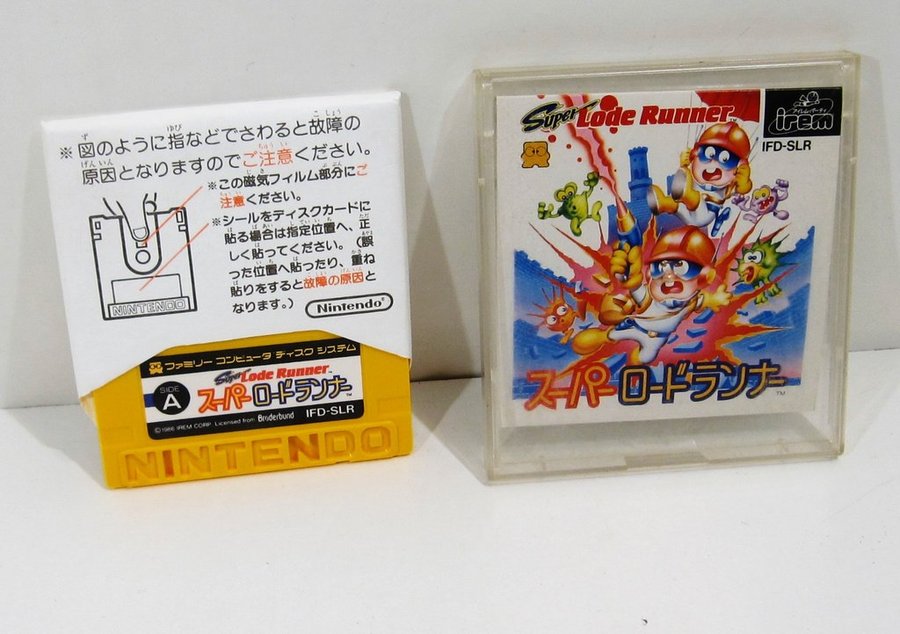 ※図のように指などでさわると故障の
原因となりますのでご注意ください。
※この磁気フィルム部分にご
注意ください。
※シールをディスクカードに
貼る場合は指定位置へ、正
しく貼ってください。(誤
った位置へ貼ったり、重ね
貼りをすると故障の原因と
なります。)
NINTENDO
Nintendo®
ファミリー コンピュータ ディスク システム
SIDE
A
Super Lode Runner™
スーパーロードランナー™
©1986 IREM CORP. Licensed from Brøderbund
IFD-SLR
NINTENDO
Super Lode Runner™
irem
IFD-SLR
スーパーロードランナー™